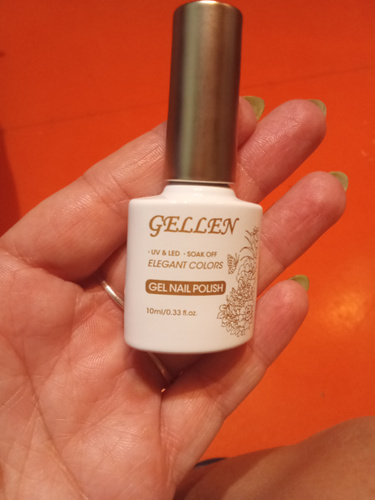 GELLEN
· UV & LED · SOAK OFF
ELEGANT COLORS
GEL NAIL POLISH
10ml/0.33 fl.oz.